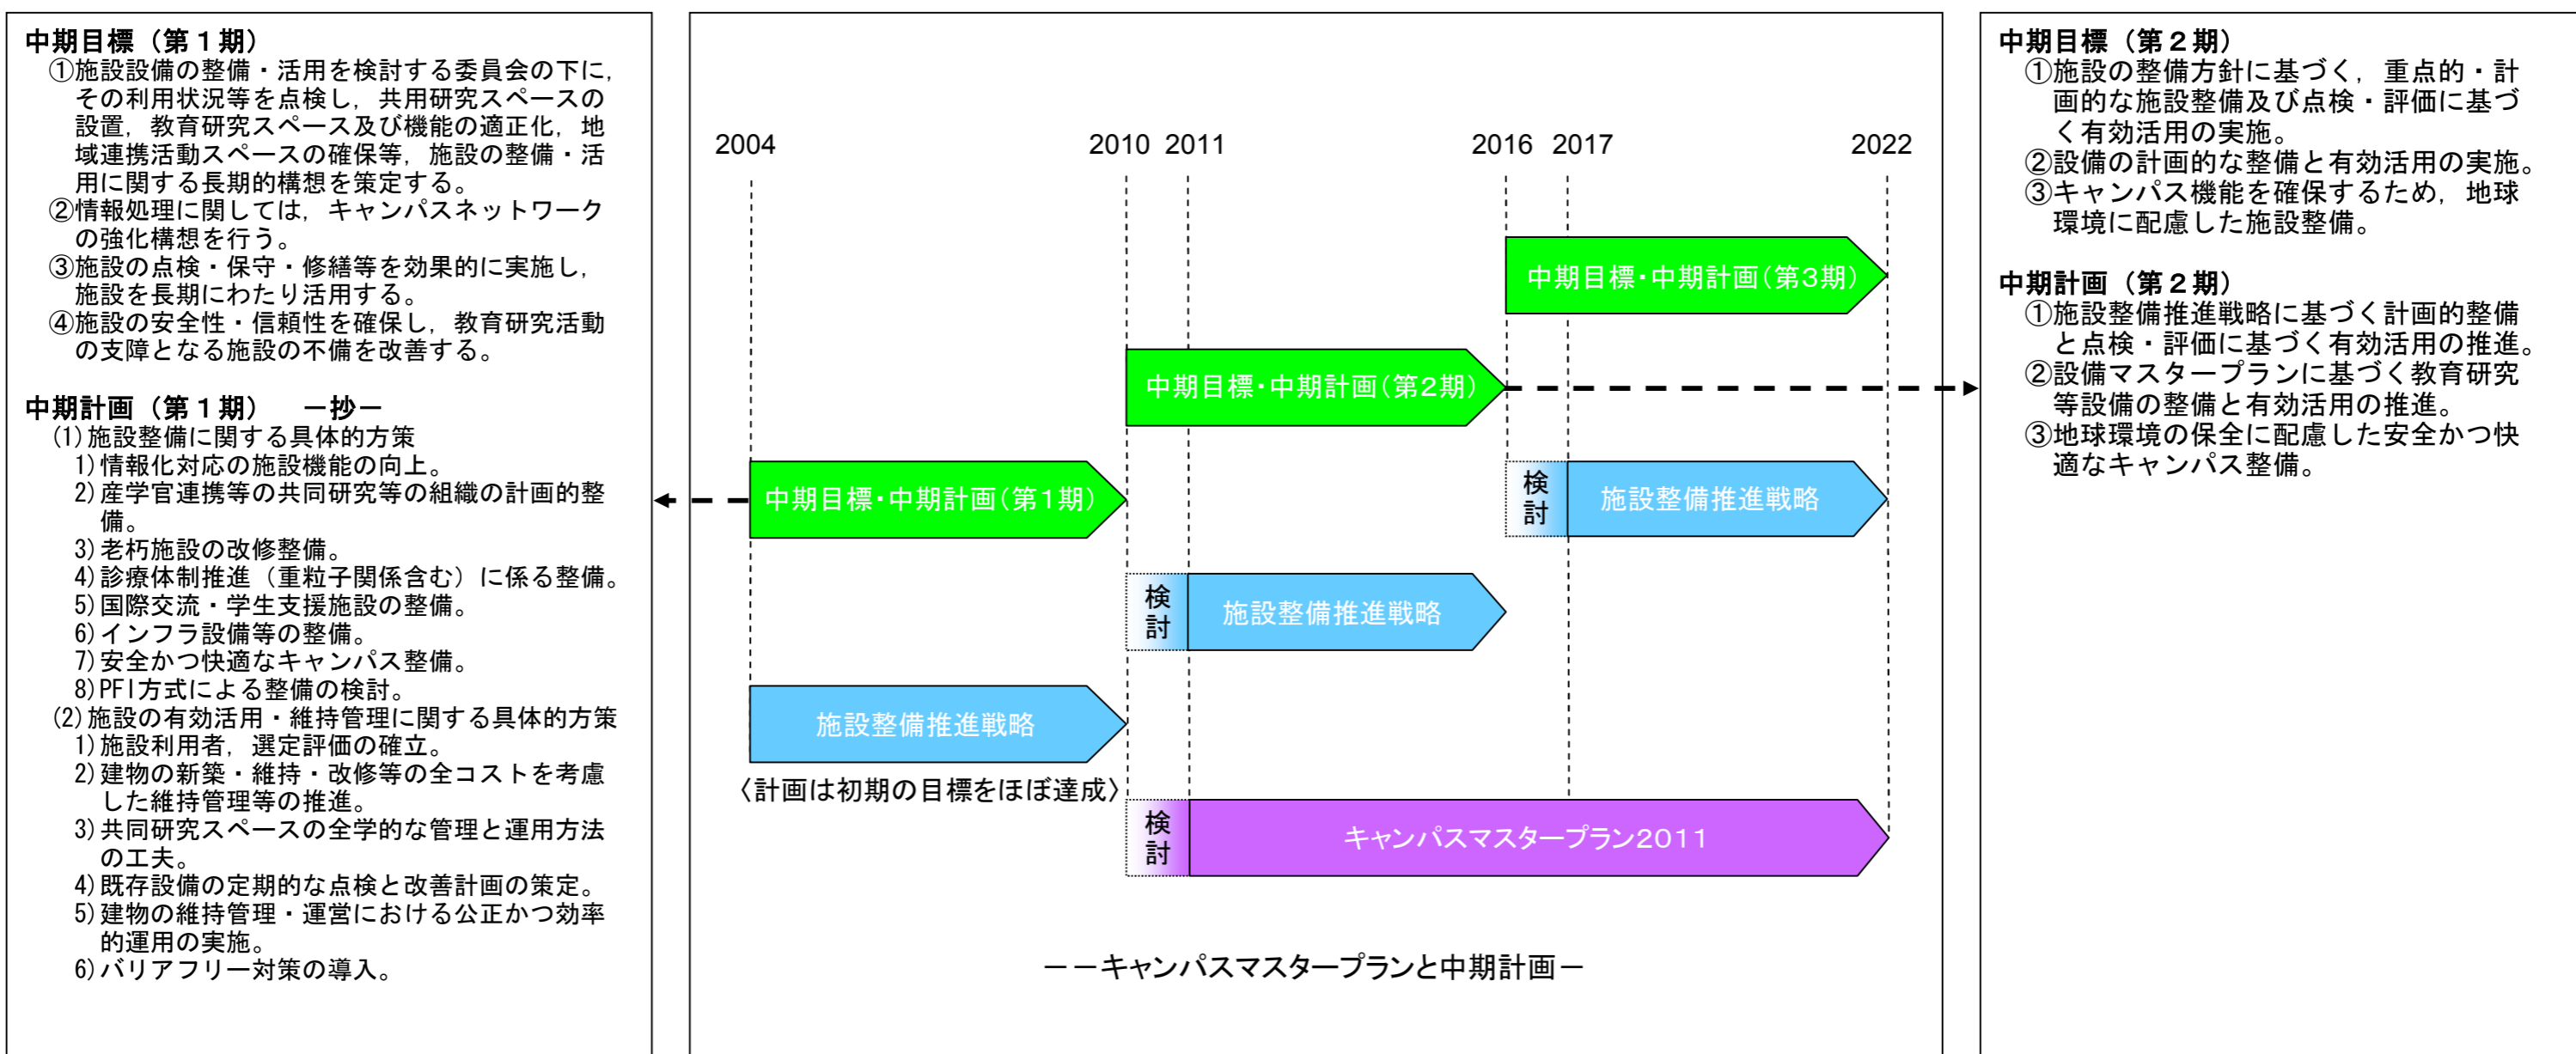 中期目標（第１期）
①施設設備の整備・活用を検討する委員会の下に，
その利用状況等を点検し，共用研究スペースの
設置，教育研究スペース及び機能の適正化，地
域連携活動スペースの確保等，施設の整備・活
用に関する長期的構想を策定する。
②情報処理に関しては，キャンパスネットワーク
の強化構想を行う。
③施設の点検・保守・修繕等を効果的に実施し，
施設を長期にわたり活用する。
④施設の安全性・信頼性を確保し，教育研究活動
の支障となる施設の不備を改善する。
中期計画（第１期）　－抄－
(1)施設整備に関する具体的方策
1)情報化対応の施設機能の向上。
2)産学官連携等の共同研究等の組織の計画的整
備。
3)老朽施設の改修整備。
4)診療体制推進（重粒子関係含む）に係る整備。
5)国際交流・学生支援施設の整備。
6)インフラ設備等の整備。
7)安全かつ快適なキャンパス整備。
8)PFI方式による整備の検討。
(2)施設の有効活用・維持管理に関する具体的方策
1)施設利用者，選定評価の確立。
2)建物の新築・維持・改修等の全コストを考慮
した維持管理等の推進。
3)共同研究スペースの全学的な管理と運用方法
の工夫。
4)既存設備の定期的な点検と改善計画の策定。
5)建物の維持管理・運営における公正かつ効率
的運用の実施。
6)バリアフリー対策の導入。
2004 2010 2011 2016 2017 2022
中期目標・中期計画（第３期）
中期目標・中期計画（第２期）
中期目標・中期計画（第１期）
検討
施設整備推進戦略
検討
施設整備推進戦略
施設整備推進戦略
〈計画は初期の目標をほぼ達成〉
検討
キャンパスマスタープラン２０１１
－－キャンパスマスタープランと中期計画－
中期目標（第２期）
①施設の整備方針に基づく，重点的・計
画的な施設整備及び点検・評価に基づ
く有効活用の実施。
②設備の計画的な整備と有効活用の実施。
③キャンパス機能を確保するため，地球
環境に配慮した施設整備。
中期計画（第２期）
①施設整備推進戦略に基づく計画的整備
と点検・評価に基づく有効活用の推進。
②設備マスタープランに基づく教育研究
等設備の整備と有効活用の推進。
③地球環境の保全に配慮した安全かつ快
適なキャンパス整備。